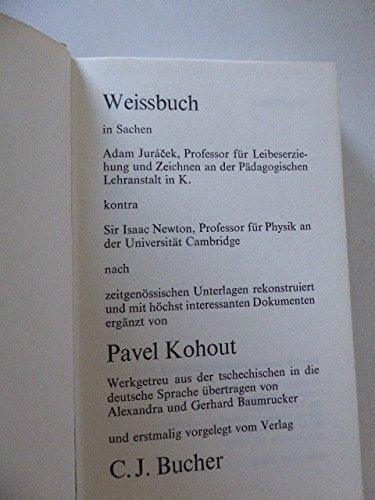 Weissbuch
in Sachen
Adam Juráček, Professor für Leibeserzie-
hung und Zeichnen an der Pädagogischen
Lehranstalt in K.
kontra
Sir Isaac Newton, Professor für Physik an
der Universität Cambridge
nach
zeitgenössischen Unterlagen rekonstruiert
und mit höchst interessanten Dokumenten
ergänzt von
Pavel Kohout
Werkgetreu aus der tschechischen in die
deutsche Sprache übertragen von
Alexandra und Gerhard Baumrucker
und erstmalig vorgelegt vom Verlag
C. J. Bucher